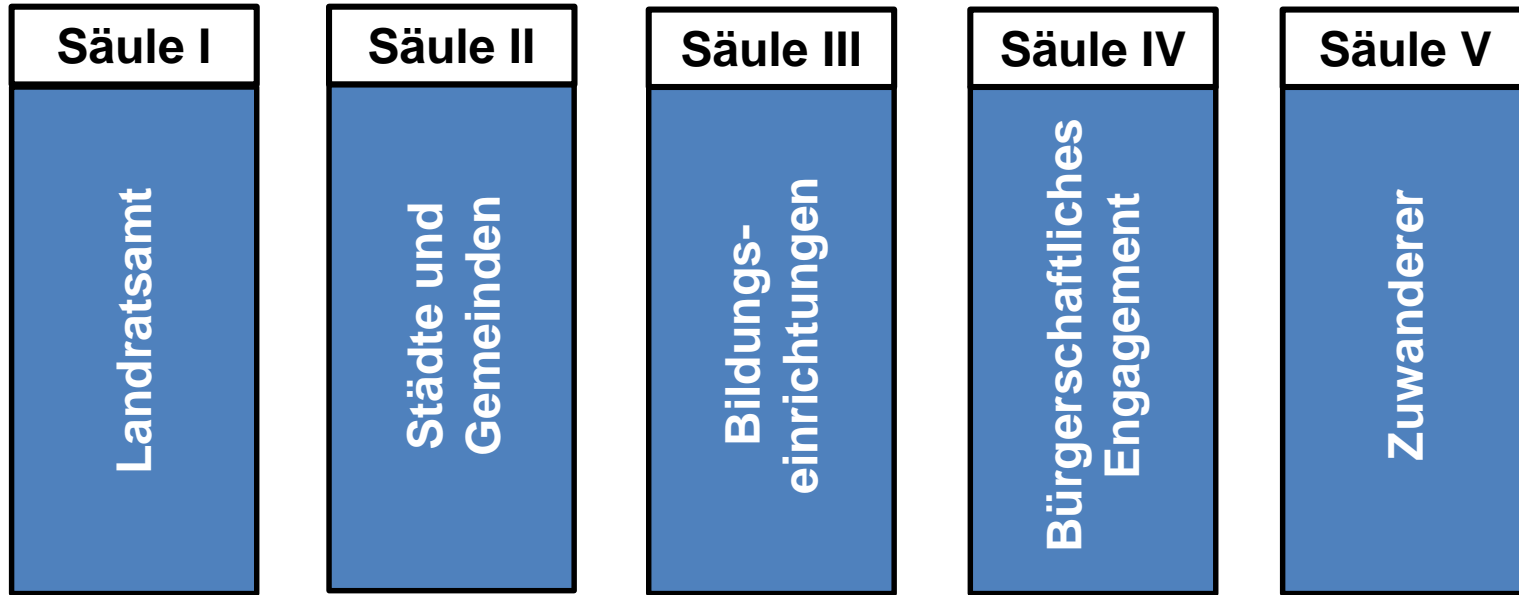 Säule I
Landratsamt
Säule II
Städte und
Gemeinden
Säule III
Bildungs-
einrichtungen
Säule IV
Bürgerschaftliches
Engagement
Säule V
Zuwanderer